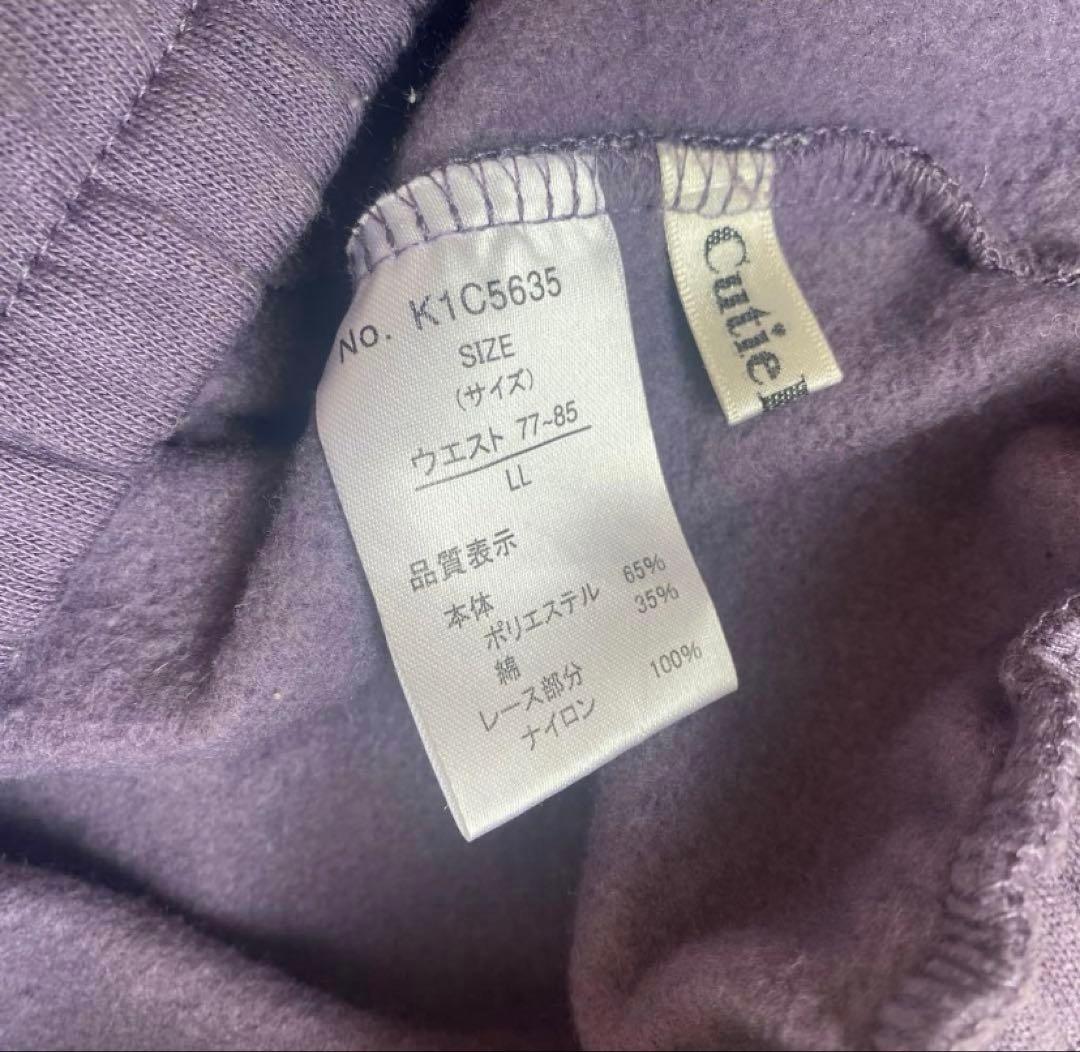 No. K1C5635
SIZE
(サイズ)
ウエスト 77~85
LL
品質表示
本体
ポリエステル 65%
綿 35%
レース部分
ナイロン 100%
Cutie